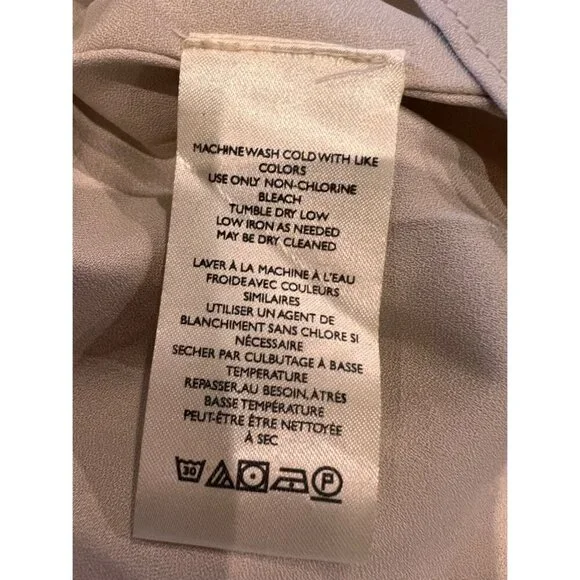 MACHINE WASH COLD WITH LIKE
COLORS
USE ONLY NON-CHLORINE
BLEACH
TUMBLE DRY LOW
LOW IRON AS NEEDED
MAY BE DRY CLEANED
LAVER À LA MACHINE À L'EAU
FROIDE AVEC COULEURS
SIMILAIRES
UTILISER UN AGENT DE
BLANCHIMENT SANS CHLORE SI
NÉCESSAIRE
SECHER PAR CULBUTAGE À BASSE
TEMPERATURE
REPASSER, AU BESOIN, À TRÉS
BASSE TEMPÉRATURE
PEUT-ÊTRE ÊTRE NETTOYÉE
À SEC
30 P